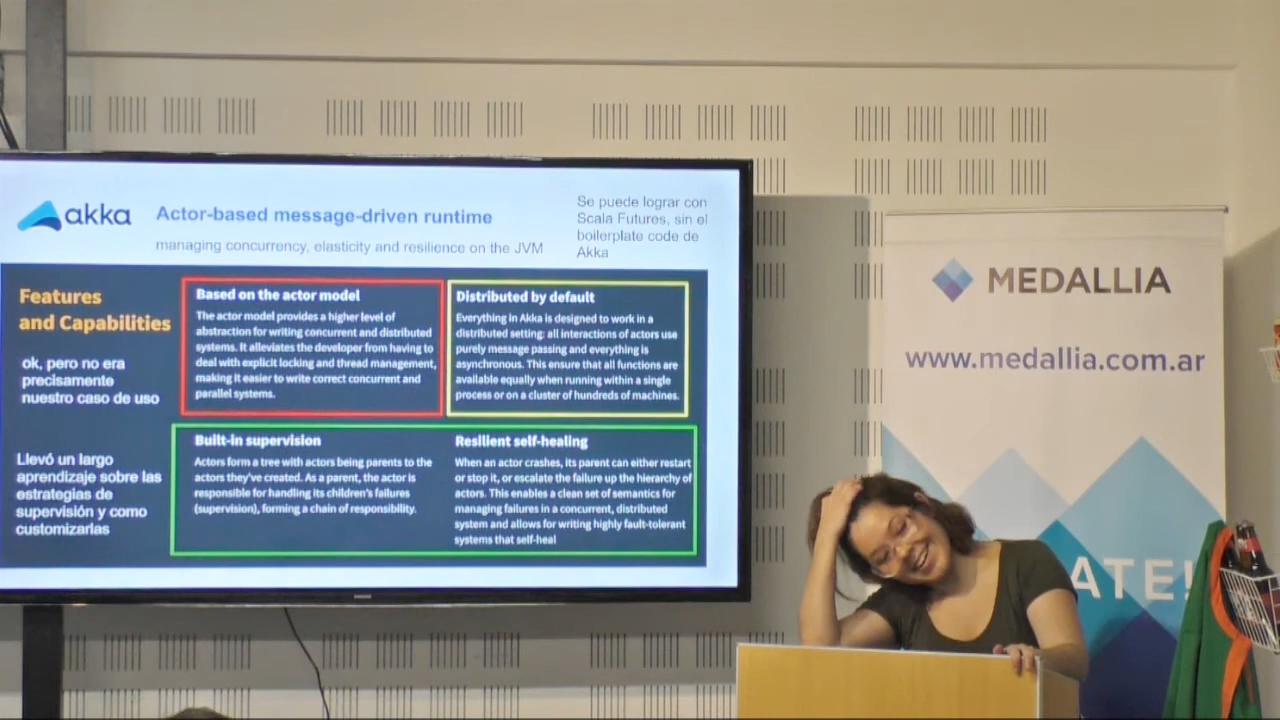 akka
Actor-based message-driven runtime
managing concurrency, elasticity and resilience on the JVM
Se puede lograr con
Scala Futures, sin el
boilerplate code de
Akka
Features
and Capabilities
ok, pero no era
precisamente
nuestro caso de uso
Based on the actor model
The actor model provides a higher level of
abstraction for writing concurrent and distributed
systems. It alleviates the developer from having to
deal with explicit locking and thread management,
making it easier to write correct concurrent and
parallel systems.
Distributed by default
Everything in Akka is designed to work in a
distributed setting: all interactions of actors use
purely message passing and everything is
asynchronous. This ensure that all functions are
available equally when running within a single
process or on a cluster of hundreds of machines.
Llevó un largo
aprendizaje sobre las
estrategias de
supervisión y como
customizarlas
Built-in supervision
Actors form a tree with actors being parents to the
actors they've created. As a parent, the actor is
responsible for handling its children's failures
(supervision), forming a chain of responsibility.
Resilient self-healing
When an actor crashes, its parent can either restart
or stop it, or escalate the failure up the hierarchy of
actors. This enables a clean set of semantics for
managing failures in a concurrent, distributed
system and allows for writing highly fault-tolerant
systems that self-heal
MEDALLIA
www.medallia.com.ar
ATE!